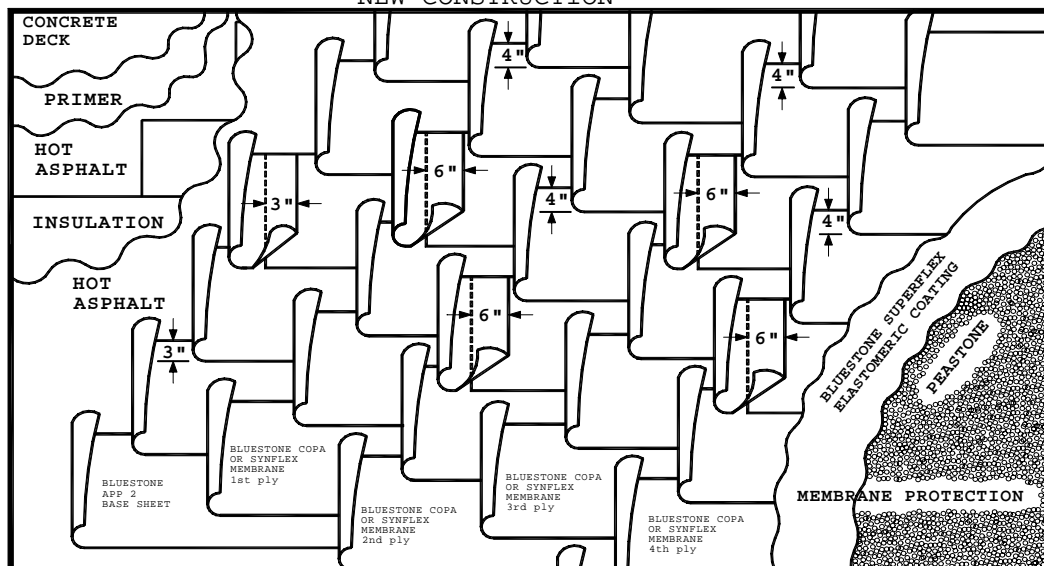 NEW CONSTRUCTION
CONCRETE
DECK
PRIMER
HOT
ASPHALT
INSULATION
HOT
ASPHALT
4"
4"
3"
6"
4"
6"
4"
3"
6"
6"
BLUESTONE
APP 2
BASE SHEET
BLUESTONE COPA
OR SYNFLEX
MEMBRANE
1st ply
BLUESTONE COPA
OR SYNFLEX
MEMBRANE
2nd ply
BLUESTONE COPA
OR SYNFLEX
MEMBRANE
3rd ply
BLUESTONE COPA
OR SYNFLEX
MEMBRANE
4th ply
BLUESTONE SUPERFLEX
ELASTOMERIC COATING
PEASTONE
MEMBRANE PROTECTION